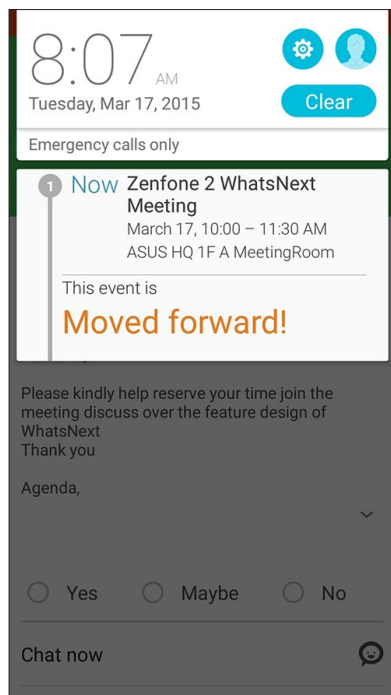 8:07 AM
Tuesday, Mar 17, 2015
Clear
Emergency calls only
1 Now Zenfone 2 WhatsNext
Meeting
March 17, 10:00 – 11:30 AM
ASUS HQ 1F A MeetingRoom
This event is
Moved forward!
Please kindly help reserve your time join the
meeting discuss over the feature design of
WhatsNext
Thank you
Agenda,
Yes Maybe No
Chat now